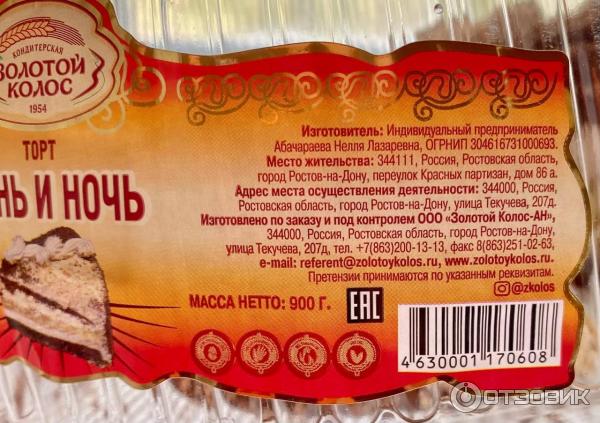 КОНДИТЕРСКАЯ
ЗОЛОТОЙ
КОЛОС
1954
ТОРТ
НЬ И НОЧЬ
Изготовитель: Индивидуальный предприниматель
Абачараева Нелля Лазаревна, ОГРНИП 304616731000693.
Место жительства: 344111, Россия, Ростовская область,
город Ростов-на-Дону, переулок Красных партизан, дом 86 а.
Адрес места осуществления деятельности: 344000, Россия,
Ростовская область, город Ростов-на-Дону, улица Текучева, 207д.
Изготовлено по заказу и под контролем ООО «Золотой Колос-АН»,
344000, Россия, Ростовская область, город Ростов-на-Дону,
улица Текучева, 207д, тел. +7(863)200-13-13, факс 8(863)251-02-63,
e-mail: referent@zolotoykolos.ru, www.zolotoykolos.ru.
Претензии принимаются по указанным реквизитам.
@zkolos
МАССА НЕТТО: 900 Г.
EAC
4 630001 170608
ОТЗОВИК